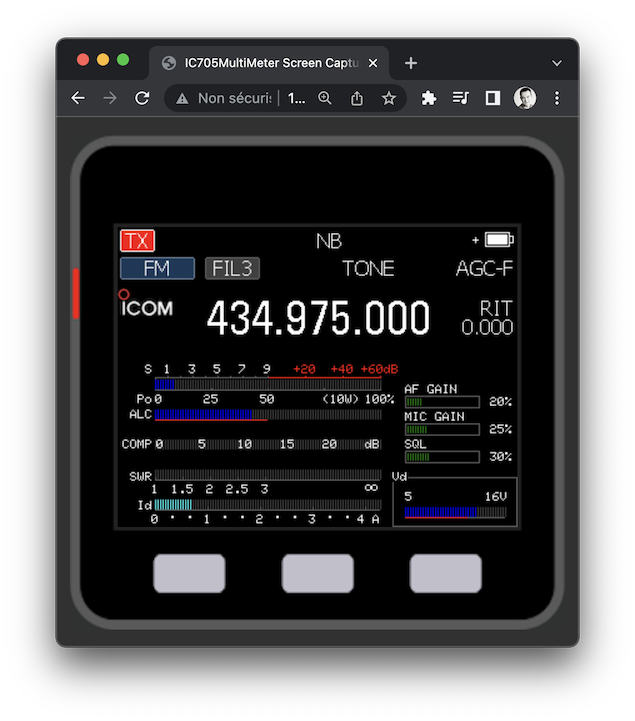 IC705MultiMeter Screen Captu
Non sécuris 1...
TX NB +
FM FIL3 TONE AGC-F
ICOM 434.975.000 RIT
0.000
S 1 3 5 7 9 +20 +40 +60dB
AF GAIN 20%
Po 0 25 50 (10W) 100%
ALC
MIC GAIN 25%
COMP 0 5 10 15 20 dB
SQL 30%
SWR
1 1.5 2 2.5 3 ∞
Id
0 1 2 3 4 A
Vd
5 16V